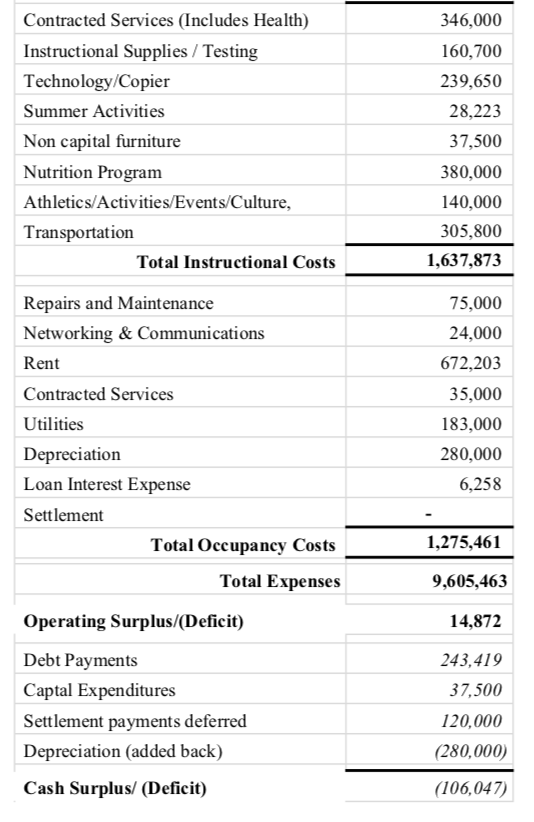 Contracted Services (Includes Health) 346,000
Instructional Supplies / Testing 160,700
Technology/Copier 239,650
Summer Activities 28,223
Non capital furniture 37,500
Nutrition Program 380,000
Athletics/Activities/Events/Culture, 140,000
Transportation 305,800
Total Instructional Costs 1,637,873
Repairs and Maintenance 75,000
Networking & Communications 24,000
Rent 672,203
Contracted Services 35,000
Utilities 183,000
Depreciation 280,000
Loan Interest Expense 6,258
Settlement -
Total Occupancy Costs 1,275,461
Total Expenses 9,605,463
Operating Surplus/(Deficit) 14,872
Debt Payments 243,419
Captal Expenditures 37,500
Settlement payments deferred 120,000
Depreciation (added back) (280,000)
Cash Surplus/ (Deficit) (106,047)